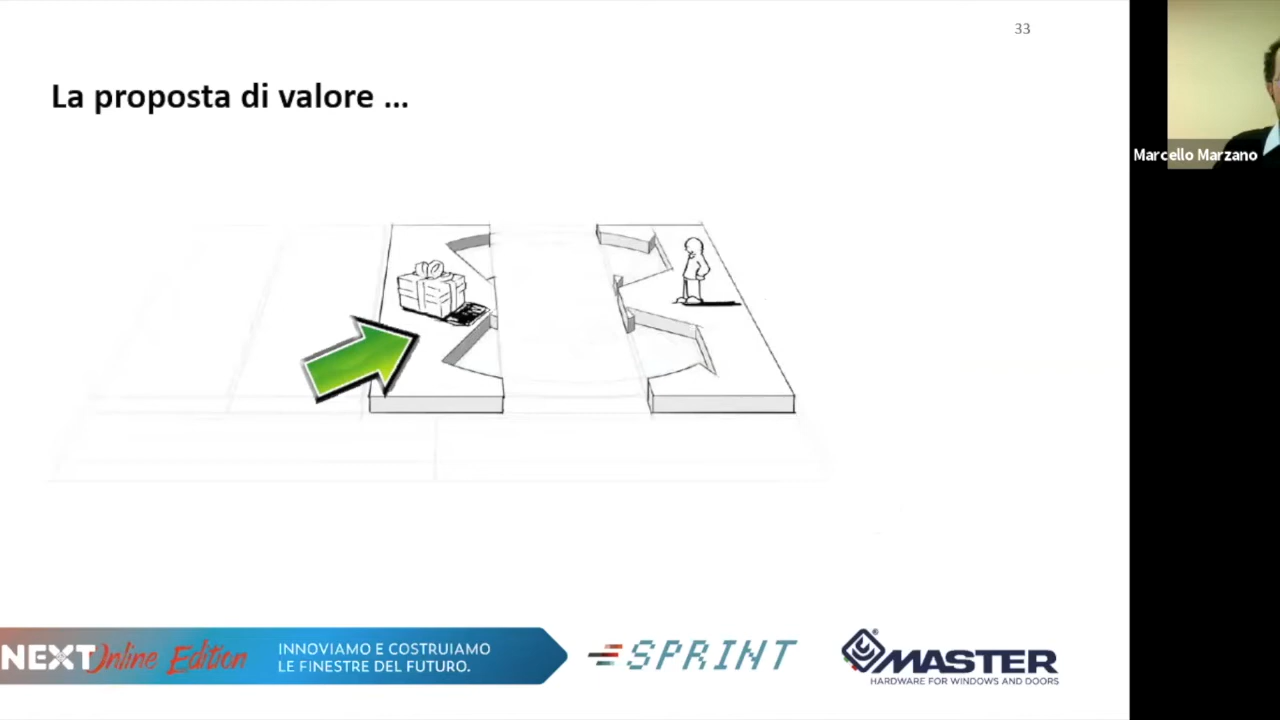 33
La proposta di valore ...
Marcello Marzano
NEXT Online Edition
INNOVIAMO E COSTRUIAMO
LE FINESTRE DEL FUTURO.
SPRINT
MASTER
HARDWARE FOR WINDOWS AND DOORS